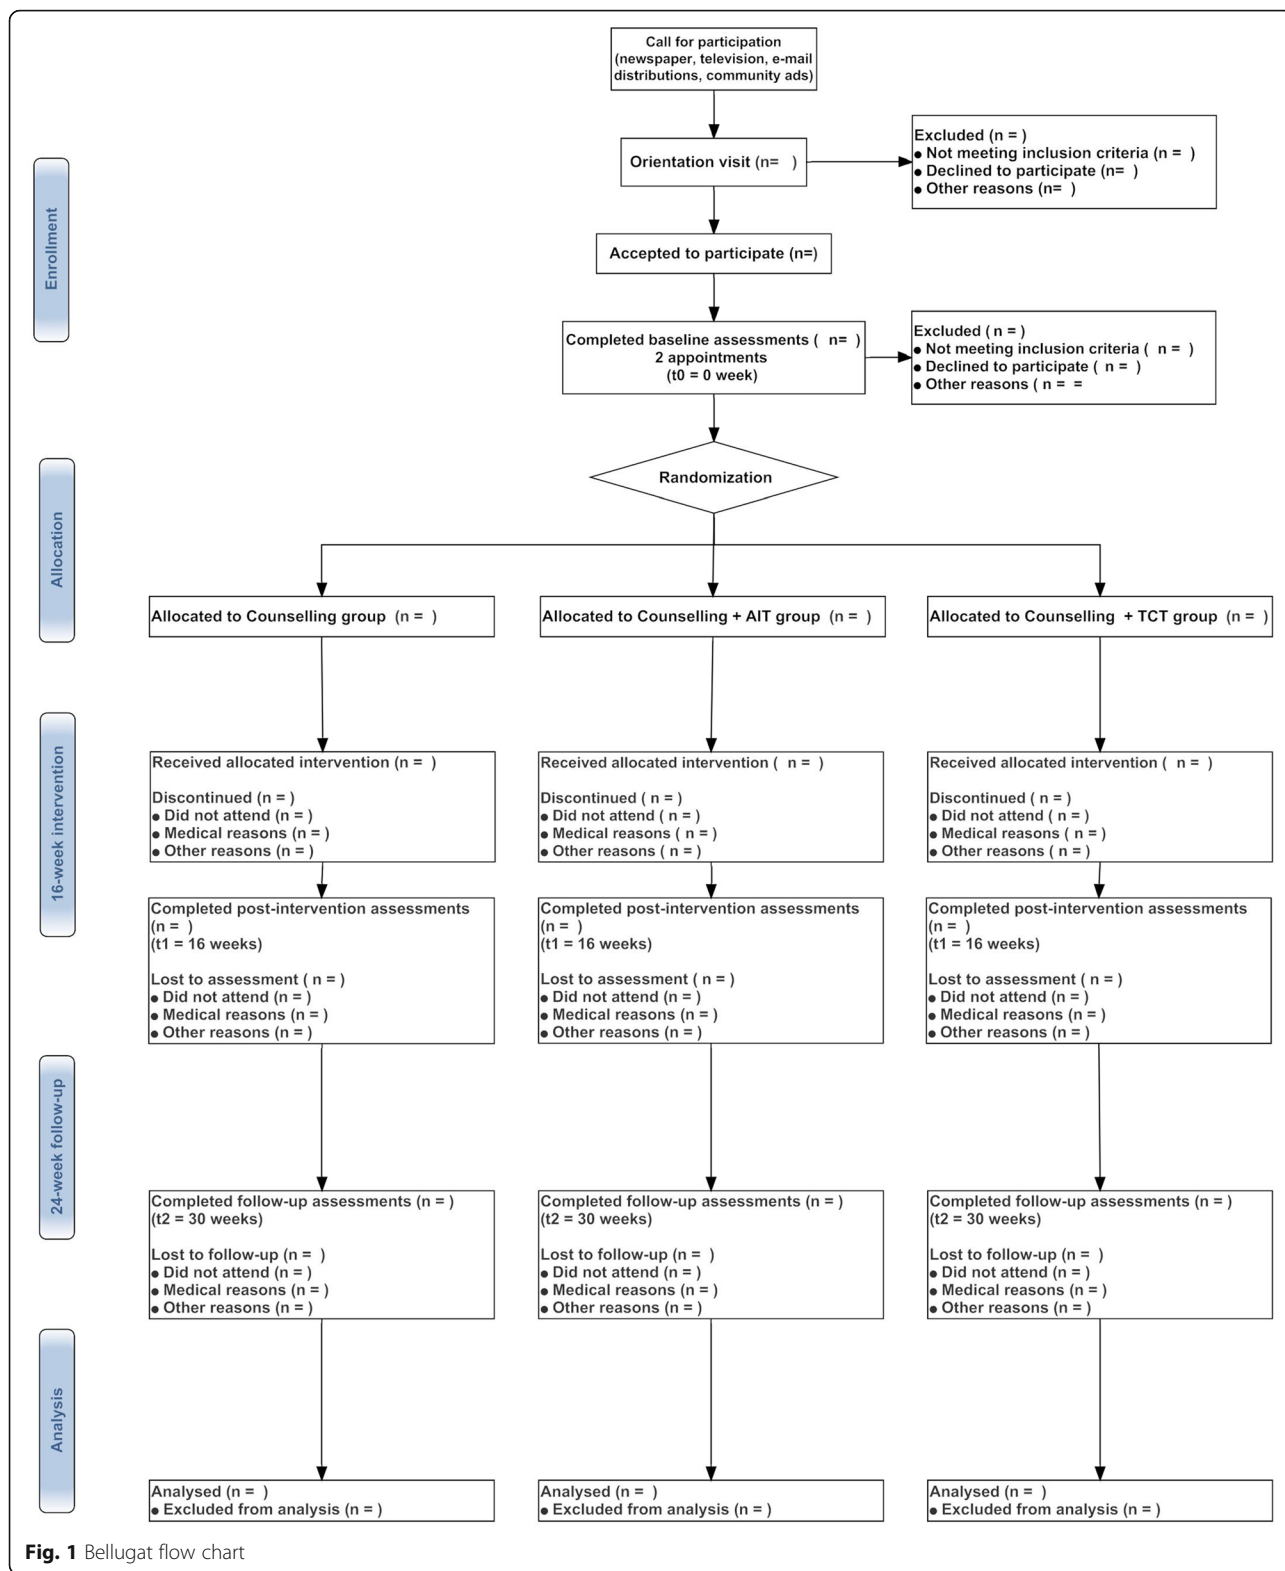 Call for participation
(newspaper, television, e-mail
distributions, community ads)
Orientation visit (n=   )
Excluded (n = )
● Not meeting inclusion criteria (n =  )
● Declined to participate (n=  )
● Other reasons (n=  )
Enrollment
Accepted to participate (n=)
Completed baseline assessments (  n=  )
2 appointments
(t0 = 0 week)
Excluded ( n = )
● Not meeting inclusion criteria (  n =  )
● Declined to participate (  n =  )
● Other reasons ( n =  =
Randomization
Allocation
Allocated to Counselling group  (n =  )
Allocated to Counselling + AIT group  (n =  )
Allocated to Counselling  + TCT group  (n =  )
16-week intervention
Received allocated intervention (n =  )
Discontinued (n = )
● Did not attend (n = )
● Medical reasons (n = )
● Other reasons (n = )
Received allocated intervention (  n =  )
Discontinued ( n = )
● Did not attend ( n = )
● Medical reasons ( n = )
● Other reasons ( n = )
Received allocated intervention (  n =  )
Discontinued ( n = )
● Did not attend ( n = )
● Medical reasons ( n = )
● Other reasons ( n = )
Completed post-intervention assessments
(n =  )
(t1 = 16 weeks)
Lost to assessment ( n = )
● Did not attend (n = )
● Medical reasons (n = )
● Other reasons (n = )
Completed post-intervention assessments
(n =  )
(t1 = 16 weeks)
Lost to assessment ( n = )
● Did not attend (n = )
● Medical reasons (n = )
● Other reasons (n = )
Completed post-intervention assessments
(n =  )
(t1 = 16 weeks)
Lost to assessment ( n = )
● Did not attend (n = )
● Medical reasons (n = )
● Other reasons (n = )
24-week follow-up
Completed follow-up assessments (n = )
(t2 = 30 weeks)
Lost to follow-up (n =  )
● Did not attend (n = )
● Medical reasons (n = )
● Other reasons (n = )
Completed follow-up assessments (n = )
(t2 = 30 weeks)
Lost to follow-up (n =  )
● Did not attend (n = )
● Medical reasons (n = )
● Other reasons (n = )
Completed follow-up assessments (n = )
(t2 = 30 weeks)
Lost to follow-up (n =  )
● Did not attend (n = )
● Medical reasons (n = )
● Other reasons (n = )
Analysis
Analysed (n =  )
● Excluded from analysis (n = )
Analysed (n =  )
● Excluded from analysis (n = )
Analysed (n =  )
● Excluded from analysis (n = )
Fig. 1 Bellugat flow chart